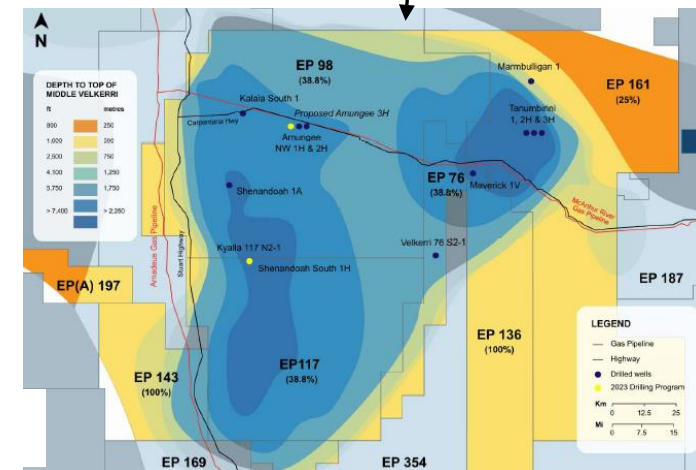 N
DEPTH TO TOP OF
MIDDLE VELKERRI
ft metres
800 250
1,600 500
2,500 750
4,100 1,250
5,750 1,750
> 7,400 > 2,250
EP 98
(38.8%)
Marmbulligan 1
EP 161
(25%)
Kalala South 1
Proposed Amungee 3H
Carpentaria Hwy
Amungee
NW 1H & 2H
Tanumbirini
1, 2H & 3H
EP 76
(38.8%)
Maverick 1V
McArthur River
Gas Pipeline
Shenandoah 1A
Amadeus Gas Pipeline
Stuart Highway
Kyalla 117 N2-1
Shenandoah South 1H
Velkerri 76 S2-1
EP(A) 197
EP 187
EP 143
(100%)
EP117
(38.8%)
EP 136
(100%)
EP 169
EP 354
LEGEND
Gas Pipeline
Highway
Drilled wells
2023 Drilling Program
Km
0 12.5 25
Mi
0 7.5 15